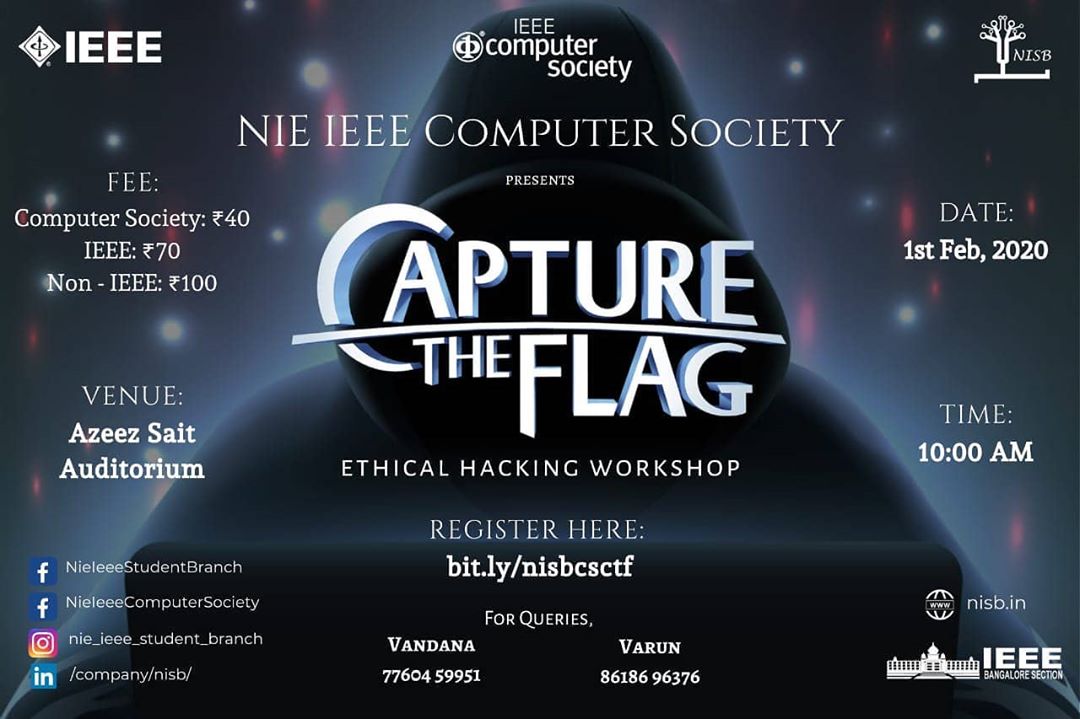 IEEE
IEEE
computer
society
NISB
NIE IEEE COMPUTER SOCIETY
PRESENTS
FEE:
Computer Society: ₹40
IEEE: ₹70
Non - IEEE: ₹100
DATE:
1st Feb, 2020
CAPTURE
THE FLAG
ETHICAL HACKING WORKSHOP
VENUE:
Azeez Sait
Auditorium
TIME:
10:00 AM
REGISTER HERE:
bit.ly/nisbcsctf
NieIeeeStudentBranch
NieIeeeComputerSociety
nie_ieee_student_branch
in /company/nisb/
FOR QUERIES,
VANDANA
77604 59951
VARUN
86186 96376
www nisb.in
IEEE
BANGALORE SECTION